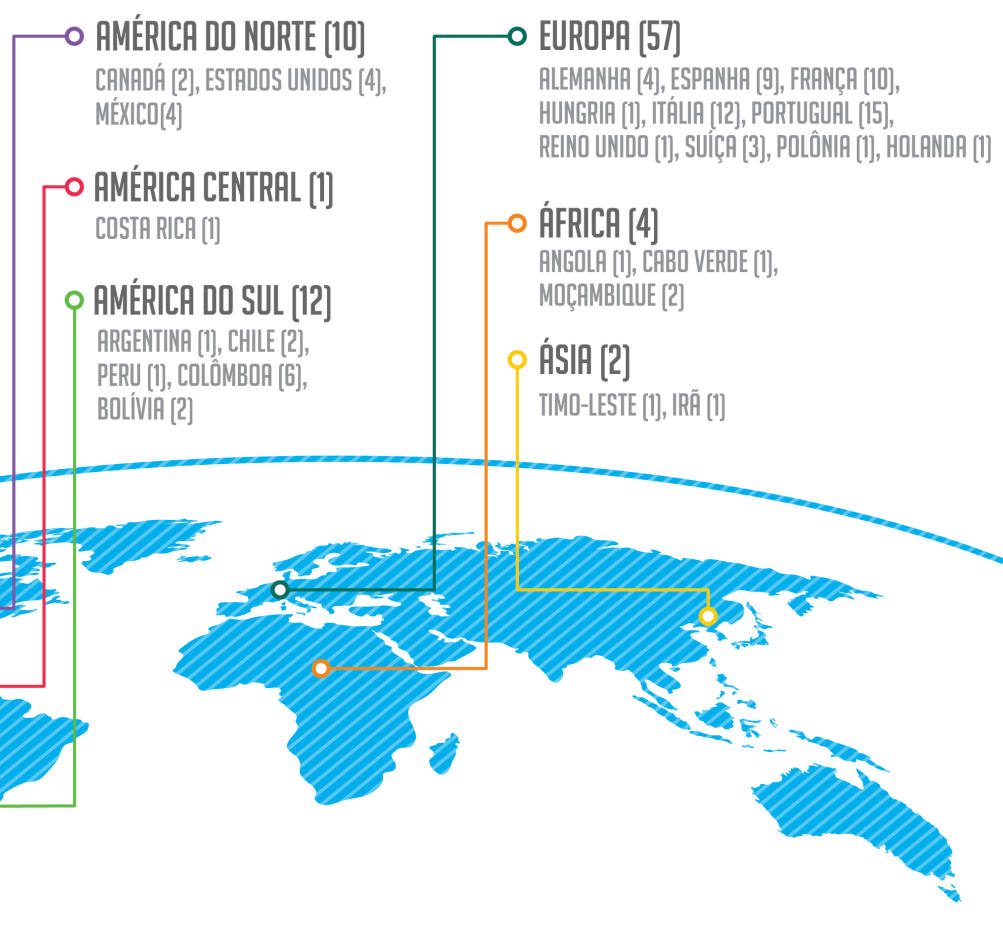 AMÉRICA DO NORTE (10)
CANADÁ (2), ESTADOS UNIDOS (4),
MÉXICO(4)
AMÉRICA CENTRAL (1)
COSTA RICA (1)
AMÉRICA DO SUL (12)
ARGENTINA (1), CHILE (2),
PERU (1), COLÔMBOA (6),
BOLÍVIA (2)
EUROPA (57)
ALEMANHA (4), ESPANHA (9), FRANÇA (10),
HUNGRIA (1), ITÁLIA (12), PORTUGUAL (15),
REINO UNIDO (1), SUÍÇA (3), POLÔNIA (1), HOLANDA (1)
ÁFRICA (4)
ANGOLA (1), CABO VERDE (1),
MOÇAMBIQUE (2)
ÁSIA (2)
TIMO-LESTE (1), IRÃ (1)